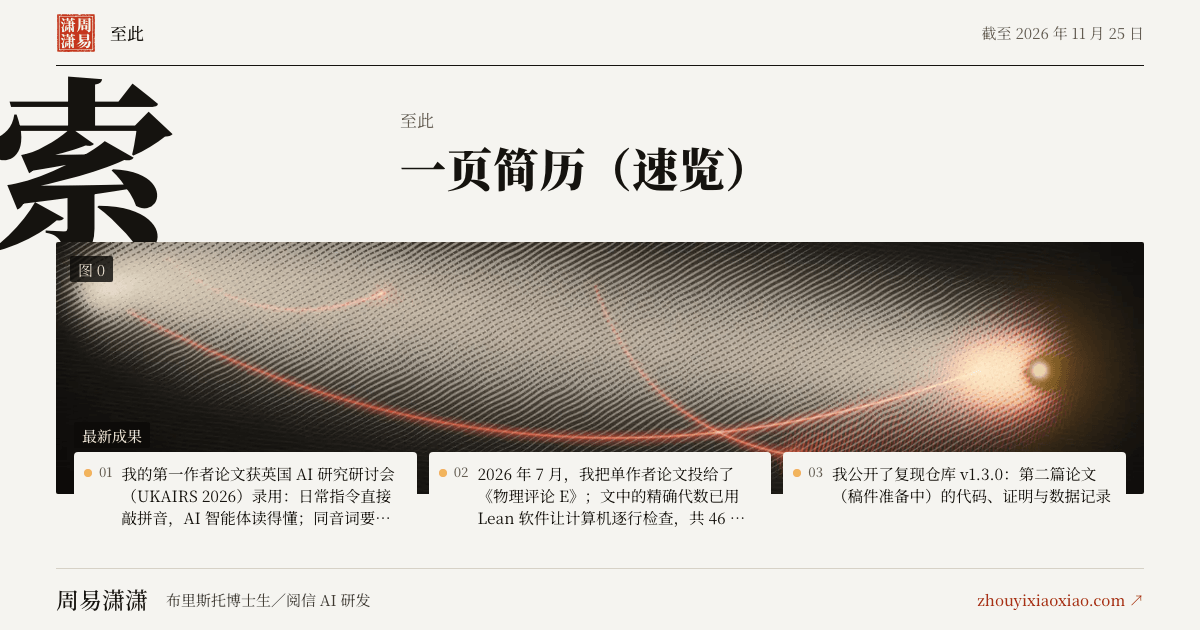 周易潇潇
至此
截至 2026 年 11 月 25 日
索
至此
一页简历（速览）
图 0
最新成果
01 我的第一作者论文获英国 AI 研究研讨会
（UKAIRS 2026）录用：日常指令直接
敲拼音，AI 智能体读得懂；同音词要…
02 2026 年 7 月，我把单作者论文投给了
《物理评论 E》；文中的精确代数已用
Lean 软件让计算机逐行检查，共 46 …
03 我公开了复现仓库 v1.3.0：第二篇论文
（稿件准备中）的代码、证明与数据记录
周易潇潇
布里斯托博士生／阅信 AI 研发
zhouyixiaoxiao.com ↗